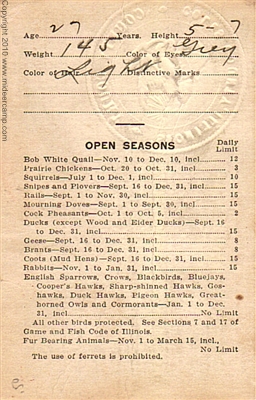 Age 27 Years. Height 5-7
Weight 145 Color of Eyes Grey
Color of Hair Light Distinctive Marks
OPEN SEASONS Daily Limit
Bob White Quail—Nov. 10 to Dec. 10, incl. 12
Prairie Chickens—Oct. 20 to Oct. 31, incl. 3
Squirrels—July 1 to Dec. 1, incl. 10
Snipes and Plovers—Sept. 16 to Dec. 31, incl. 15
Rails—Sept. 1 to Nov. 30, incl. 15
Mourning Doves—Sept. 1 to Sept. 30, incl. 15
Cock Pheasants—Oct. 1 to Oct. 5, incl. 2
Ducks (except Wood and Eider Ducks)—Sept. 16
to Dec. 31, incl. 15
Geese—Sept. 16 to Dec. 31, incl. 8
Brants—Sept. 16 to Dec. 31, incl. 8
Coots (Mud Hens)—Sept. 16 to Dec. 31, incl. 15
Rabbits—Nov. 1 to Jan. 31, incl. 15
English Sparrows, Crows, Blackbirds, Bluejays,
Cooper's Hawks, Sharp-shinned Hawks, Gos-
hawks, Duck Hawks, Pigeon Hawks, Great-
horned Owls and Cormorants—Jan. 1 to Dec.
31, incl. No Limit
All other birds protected. See Sections 7 and 17 of
Game and Fish Code of Illinois.
Fur Bearing Animals—Nov. 1 to March 15, incl.,
No Limit
The use of ferrets is prohibited.
Copyright 2010 www.mideercamp.com